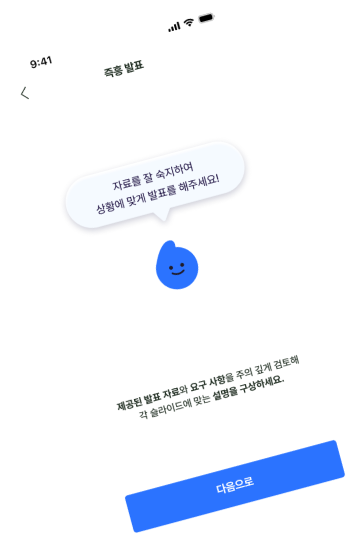 9:41
즉흥 발표
자료를 잘 숙지하여
상황에 맞게 발표를 해주세요!
제공된 발표 자료와 요구 사항을 주의 깊게 검토해
각 슬라이드에 맞는 설명을 구상하세요.
다음으로